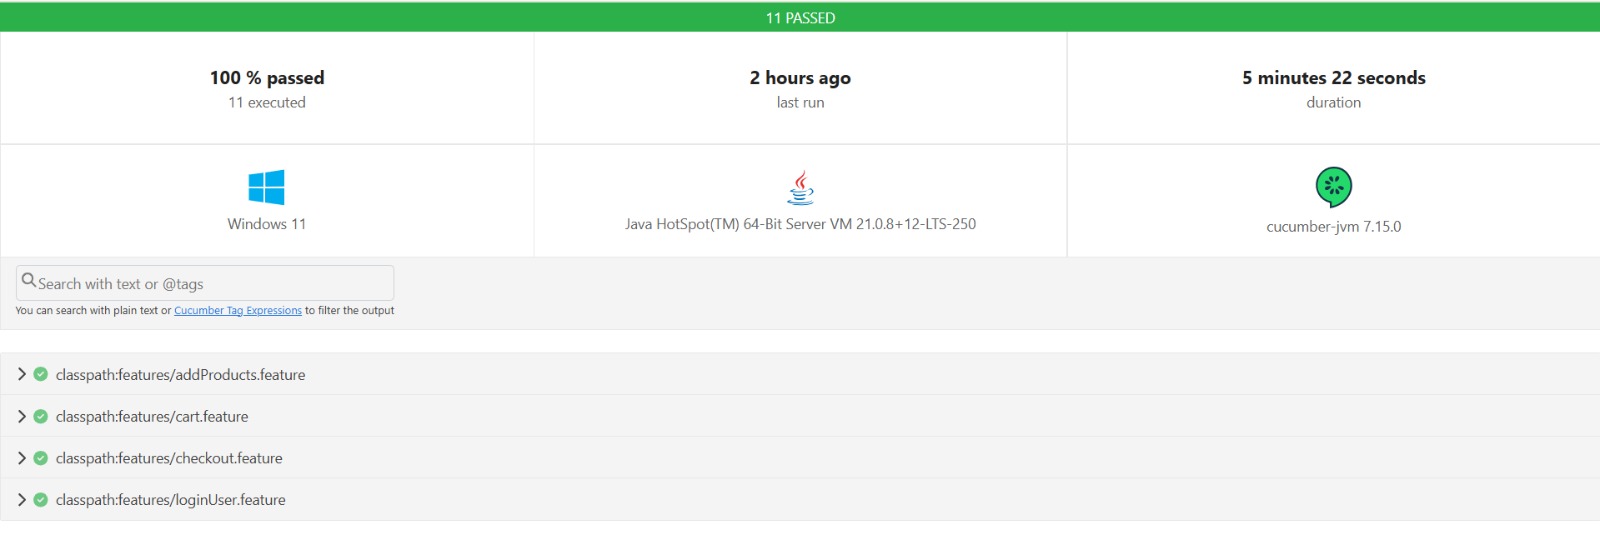 11 PASSED
100 % passed
11 executed
2 hours ago
last run
5 minutes 22 seconds
duration
Windows 11
Java HotSpot(TM) 64-Bit Server VM 21.0.8+12-LTS-250
cucumber-jvm 7.15.0
Search with text or @tags
You can search with plain text or Cucumber Tag Expressions to filter the output
classpath:features/addProducts.feature
classpath:features/cart.feature
classpath:features/checkout.feature
classpath:features/loginUser.feature